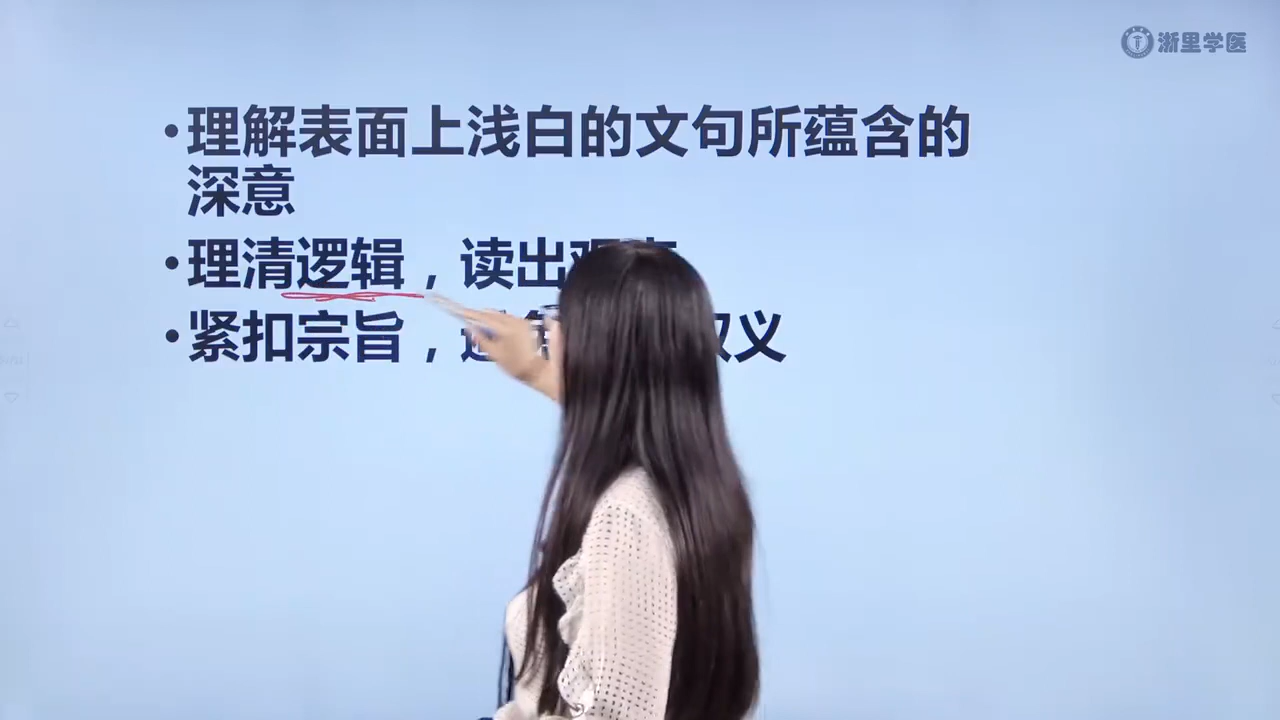 浙里学医
•理解表面上浅白的文句所蕴含的
深意
•理清逻辑，读出
•紧扣宗旨，义